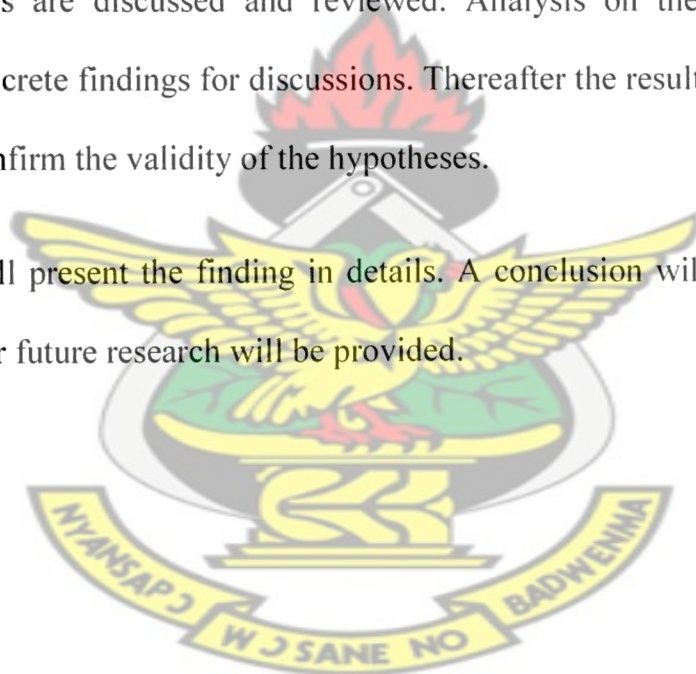 s are discussed and reviewed. Analysis on the
crete findings for discussions. Thereafter the result
nfirm the validity of the hypotheses.
ll present the finding in details. A conclusion wil
r future research will be provided.
NYANSAPƆ
WƆSANE NO
BADWENMA